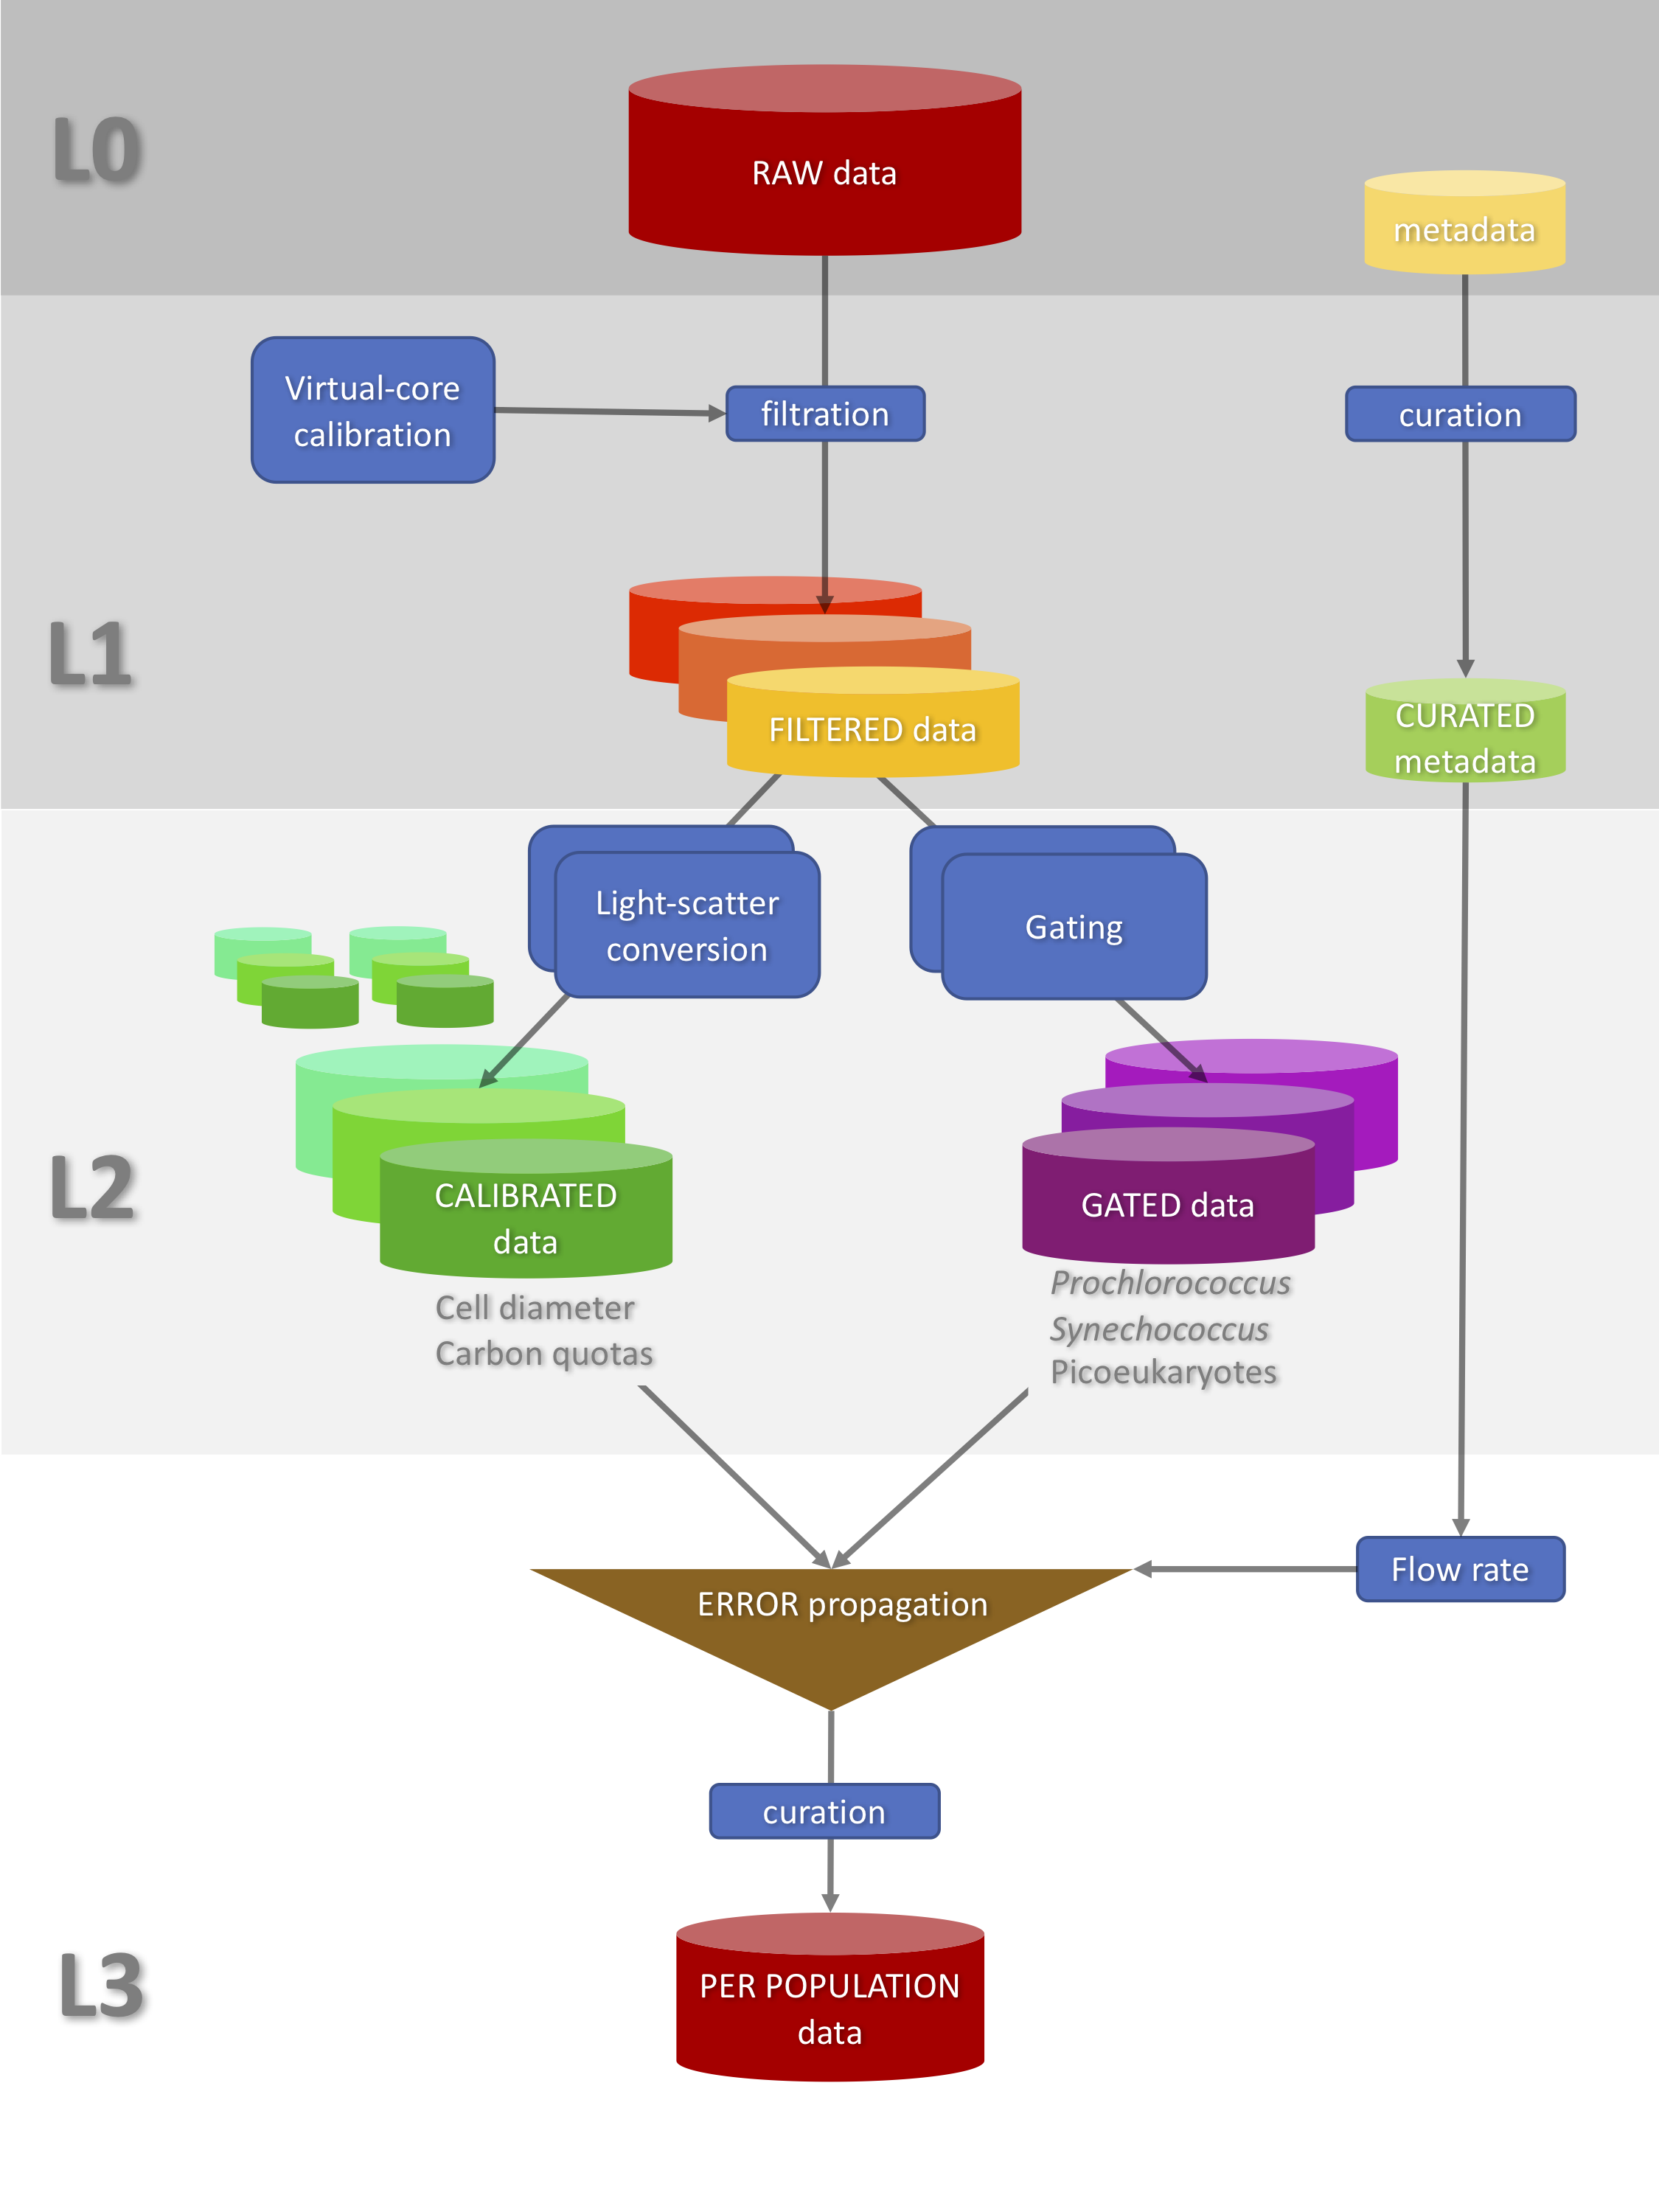 L0
RAW data
metadata
Virtual-core
calibration
filtration
curation
L1
FILTERED data
CURATED
metadata
Light-scatter
conversion
Gating
L2
CALIBRATED
data
Cell diameter
Carbon quotas
GATED data
Prochlorococcus
Synechococcus
Picoeukaryotes
Flow rate
ERROR propagation
curation
L3
PER POPULATION
data